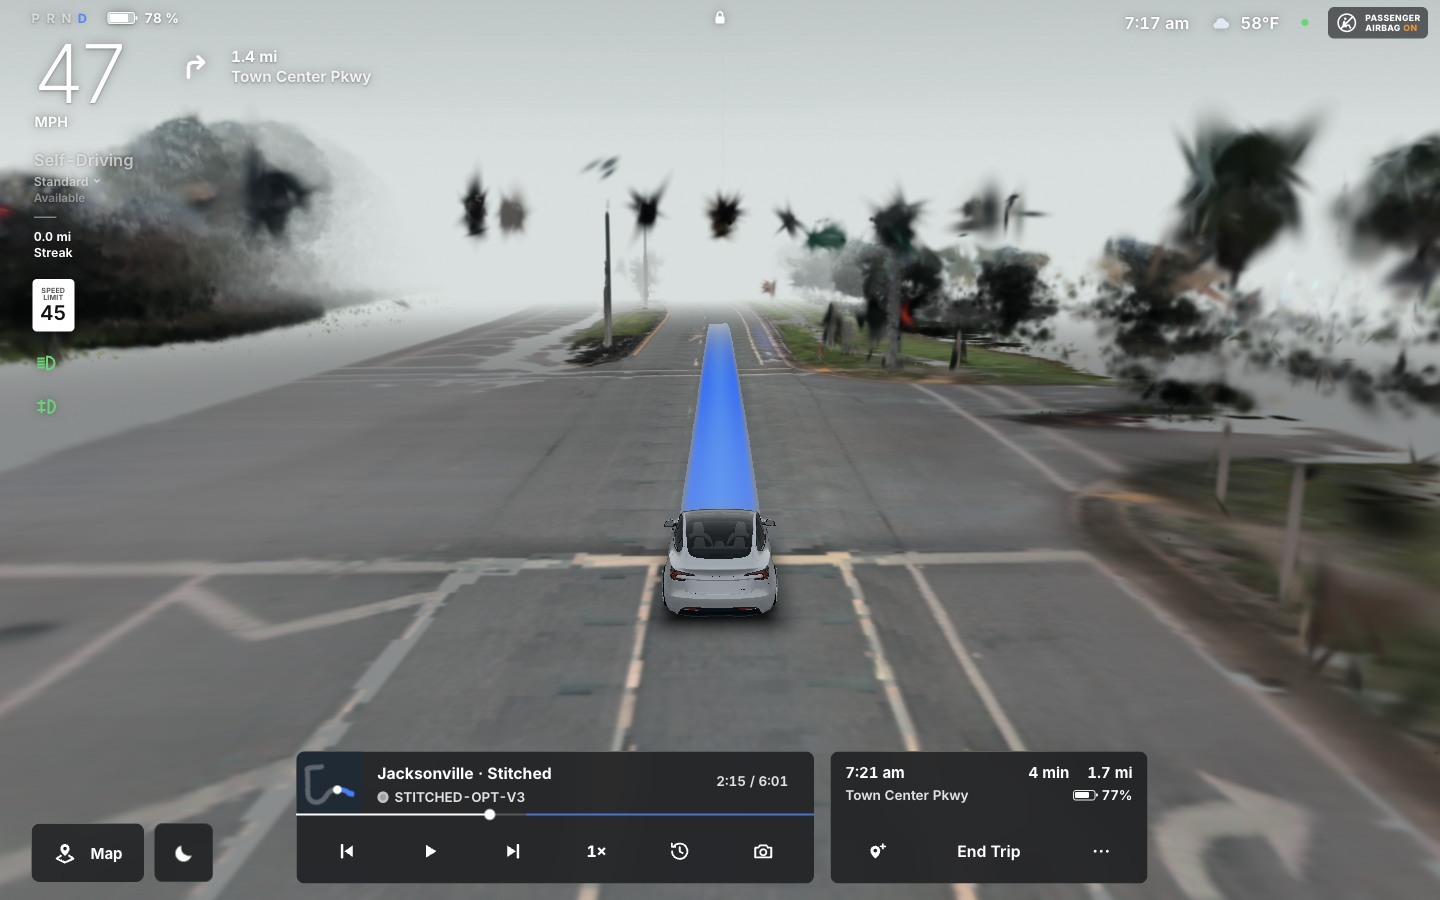 P R N D
78 %
47
MPH
1.4 mi
Town Center Pkwy
7:17 am
58°F
PASSENGER
AIRBAG ON
Self-Driving
Standard
Available
0.0 mi
Streak
SPEED
LIMIT
45
Jacksonville · Stitched
STITCHED-OPT-V3
2:15 / 6:01
1×
7:21 am
4 min
1.7 mi
Town Center Pkwy
77%
End Trip
Map